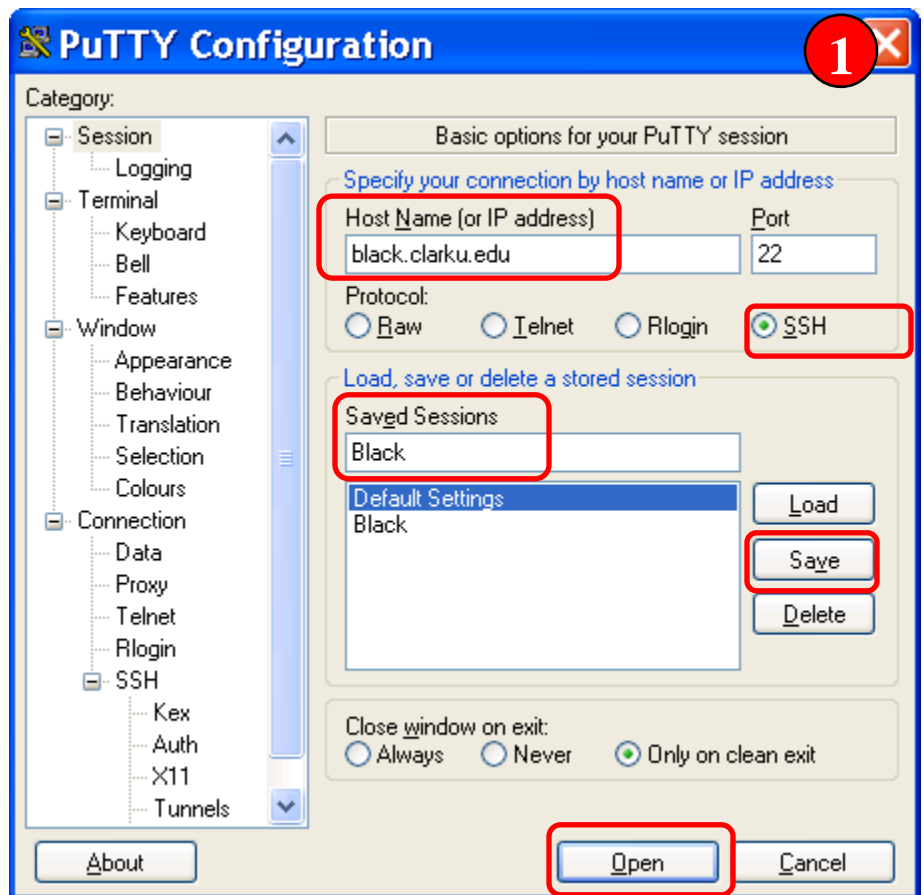 PuTTY Configuration
1
Category:
Session
Logging
Terminal
Keyboard
Bell
Features
Window
Appearance
Behaviour
Translation
Selection
Colours
Connection
Data
Proxy
Telnet
Rlogin
SSH
Kex
Auth
X11
Tunnels
Basic options for your PuTTY session
Specify your connection by host name or IP address
Host Name (or IP address) Port
black.clarku.edu 22
Protocol:
Raw Telnet Rlogin SSH
Load, save or delete a stored session
Saved Sessions
Black
Default Settings
Black
Load
Save
Delete
Close window on exit:
Always Never Only on clean exit
About Open Cancel